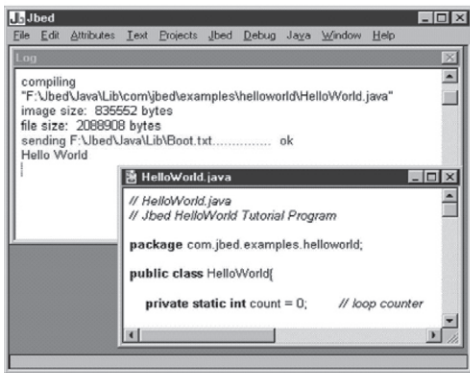 Jbed
File Edit Attributes Text Projects Jbed Debug Java Window Help
Log
compiling
"F:\Jbed\Java\Lib\com\jbed\examples\helloworld\HelloWorld.java"
image size: 835552 bytes
file size: 2088908 bytes
sending F:\Jbed\Java\Lib\Boot.txt............... ok
Hello World
HelloWorld.java
// HelloWorld.java
// Jbed HelloWorld Tutorial Program
package com.jbed.examples.helloworld;
public class HelloWorld{
private static int count = 0; // loop counter